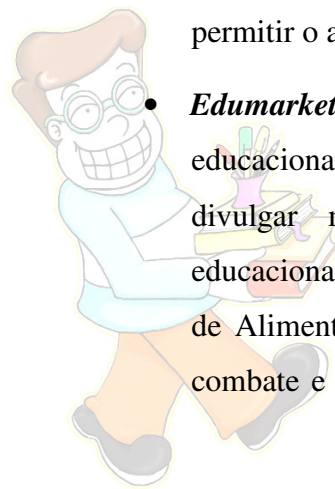 permitir o a
• Edumarket
educaciona
divulgar
educaciona
de Aliment
combate e